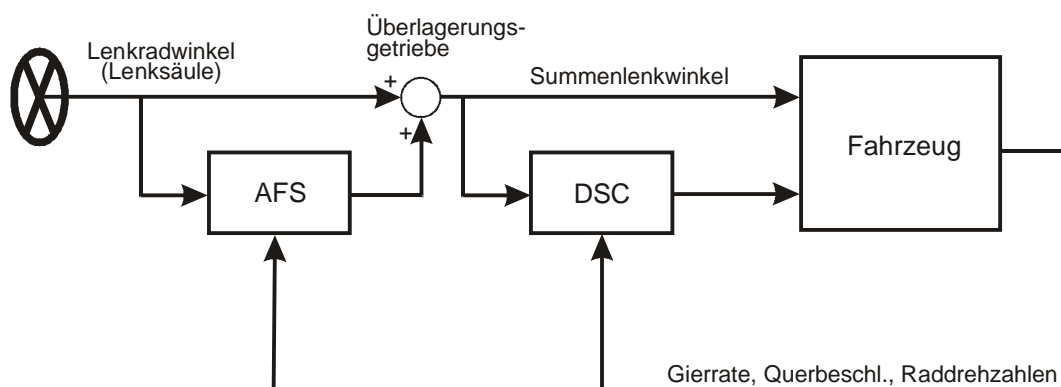 Lenkradwinkel
(Lenksäule)
Überlagerungs-
getriebe
+
+
Summenlenkwinkel
Fahrzeug
AFS
DSC
Gierrate, Querbeschl., Raddrehzahlen